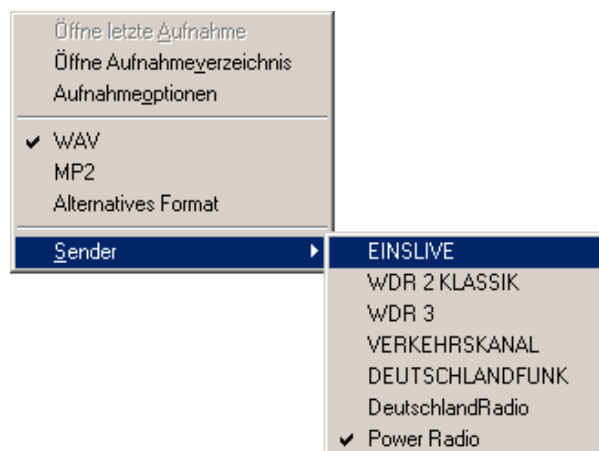 Öffne letzte Aufnahme
Öffne Aufnahmeverzeichnis
Aufnahmeoptionen
WAV
MP2
Alternatives Format
Sender
EINSLIVE
WDR 2 KLASSIK
WDR 3
VERKEHRSKANAL
DEUTSCHLANDFUNK
DeutschlandRadio
Power Radio